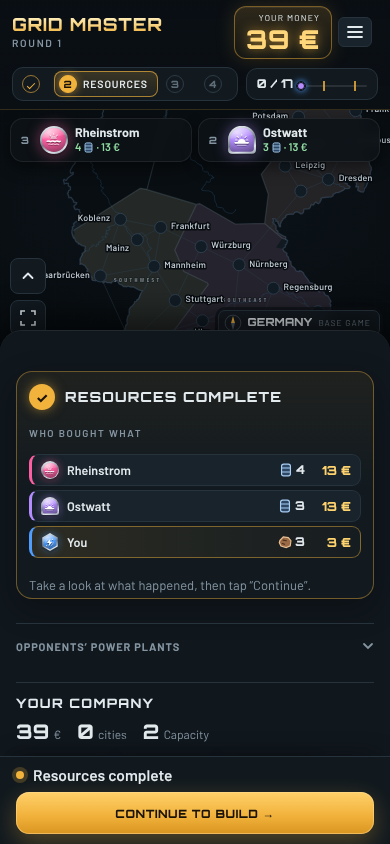 GRID MASTER
ROUND 1
YOUR MONEY
39 €
2 RESOURCES 3 4
0 / 17
3 Rheinstrom
4 · 13 €
2 Ostwatt
3 · 13 €
Potsdam
Leipzig
Dresden
Koblenz
Frankfurt
Mainz
Würzburg
Mannheim
Nürnberg
aarbrücken
SOUTHWEST
Regensburg
Stuttgart
SOUTHEAST
GERMANY BASE GAME
RESOURCES COMPLETE
WHO BOUGHT WHAT
Rheinstrom 4 13 €
Ostwatt 3 13 €
You 3 3 €
Take a look at what happened, then tap “Continue”.
OPPONENTS’ POWER PLANTS
YOUR COMPANY
39 € 0 cities 2 Capacity
Resources complete
CONTINUE TO BUILD →